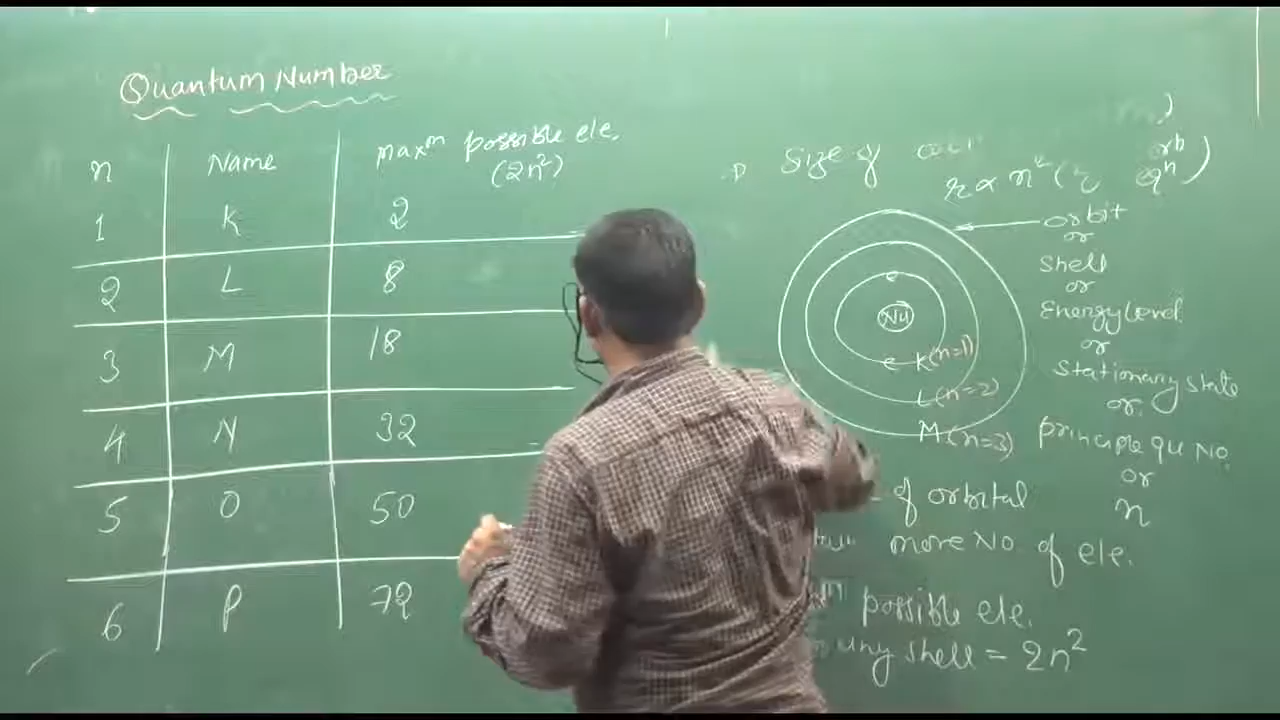 Quantum Number
n Name maxm possible ele.
(2n²)
1 K 2
2 L 8
3 M 18
4 N 32
5 O 50
6 P 72
Size of
r ∝ n²
orbit
or
shell
or
Energy level
or
stationary state
or
principle qu No.
or
n
e
Nu
e K(n=1)
L(n=2)
M(n=3)
of orbital
more No. of ele.
possible ele.
any shell = 2n²